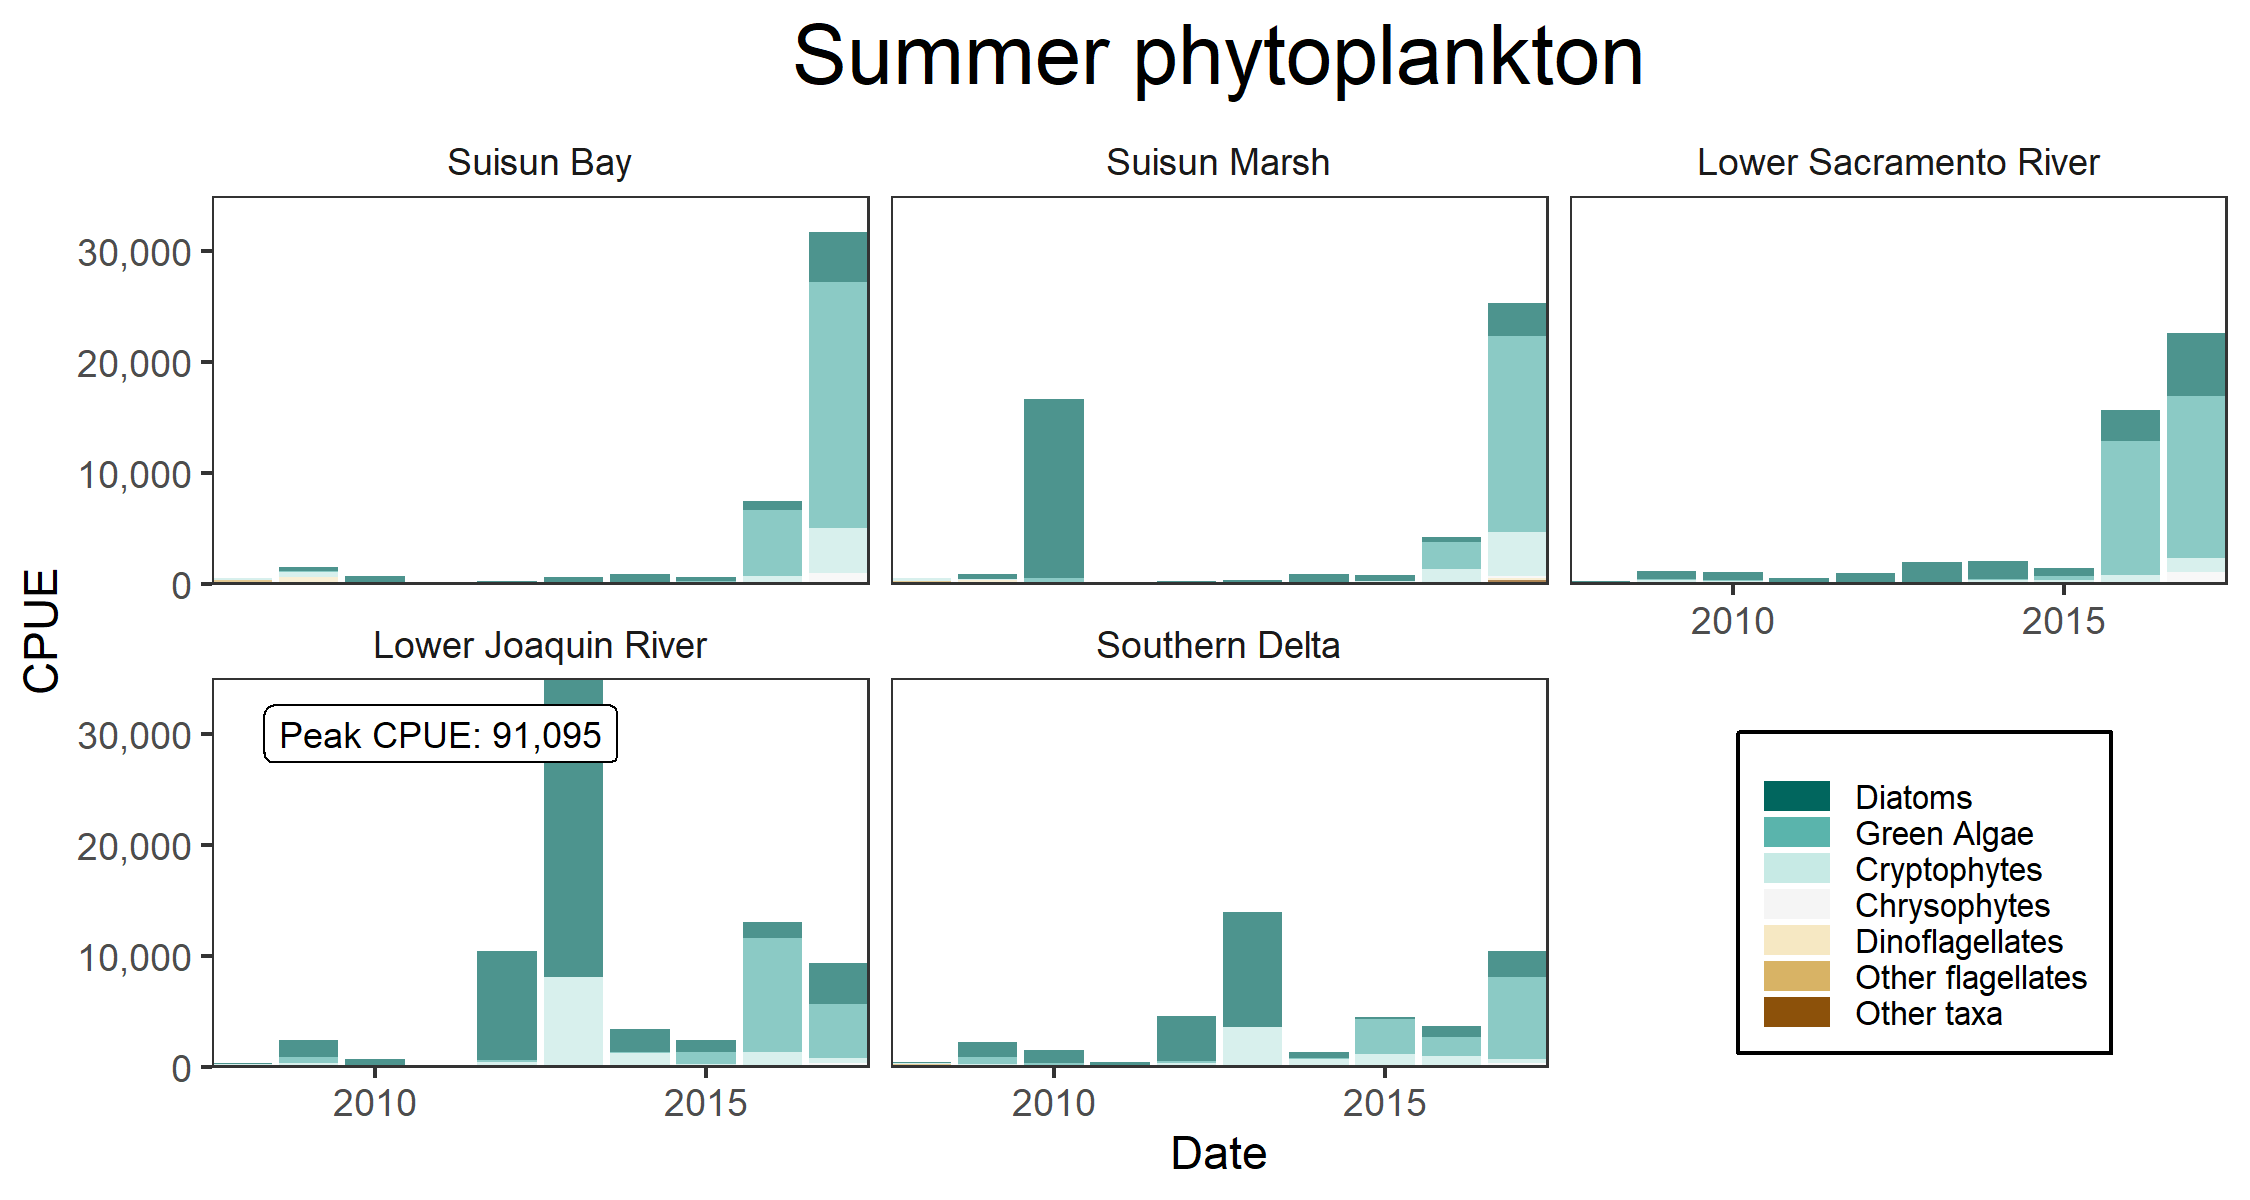 Summer phytoplankton
Suisun Bay
Suisun Marsh
Lower Sacramento River
30,000
20,000
10,000
0
2010
2015
CPUE
Lower Joaquin River
Southern Delta
30,000
20,000
10,000
0
Peak CPUE: 91,095
2010
2015
2010
2015
Date
Diatoms
Green Algae
Cryptophytes
Chrysophytes
Dinoflagellates
Other flagellates
Other taxa